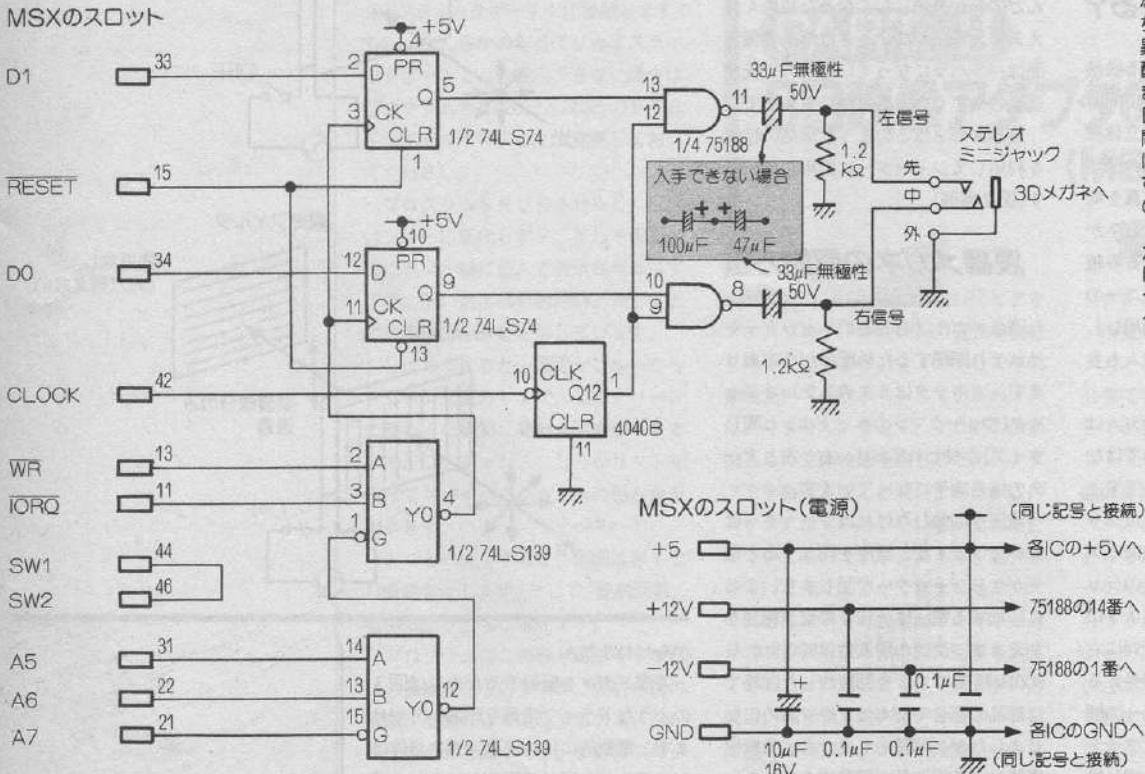 MSXのスロット
D1
33
RESET
15
D0
34
CLOCK
42
WR
13
IORQ
11
SW1
44
SW2
46
A5
31
A6
22
A7
21
+5V
4
PR
2
D
Q
5
3
CK
CLR
1
1/2 74LS74
+5V
10
PR
12
D
Q
9
11
CK
CLR
13
1/2 74LS74
2
A
3
B
Y0
4
1
G
1/2 74LS139
14
A
13
B
Y0
12
15
G
1/2 74LS139
10
CLK
Q12
1
CLR
11
4040B
13
12
11
1/4 75188
33μF無極性
50V
左信号
1.2
kΩ
入手できない場合
+ +
100μF
47μF
10
9
8
33μF無極性
50V
右信号
1.2kΩ
ステレオ
ミニジャック
先
中
外
3Dメガネへ
MSXのスロット(電源)
(同じ記号と接続)
+5
各ICの+5Vへ
+12V
75188の14番へ
-12V
75188の1番へ
0.1μF
GND
各ICのGNDへ
+
10μF
16V
0.1μF
0.1μF
(同じ記号と接続)